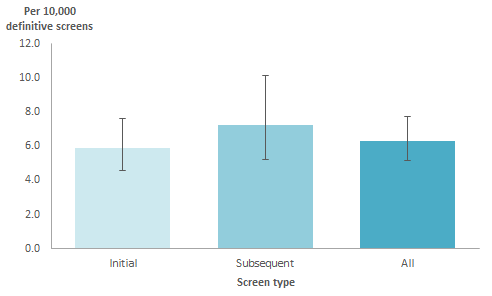 Per 10,000
definitive screens
12.0
10.0
8.0
6.0
4.0
2.0
0.0
Initial
Subsequent
All
Screen type